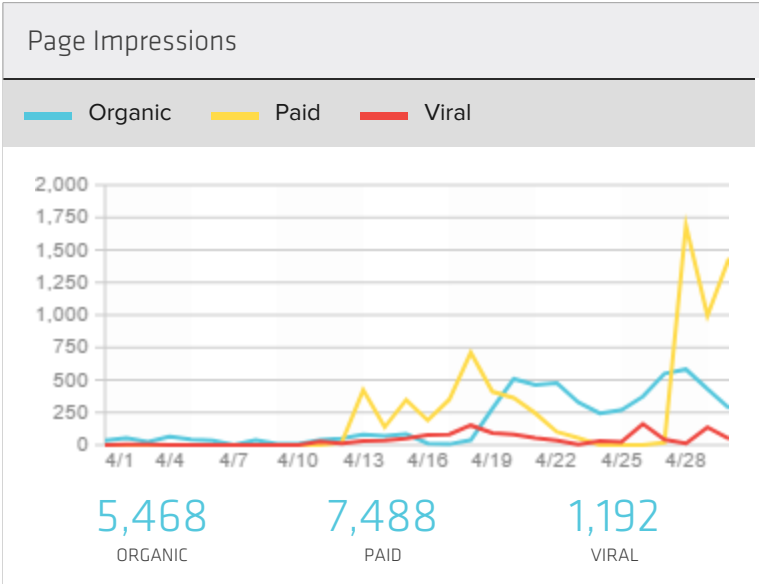 Page Impressions
Organic Paid Viral
2,000
1,750
1,500
1,250
1,000
750
500
250
0
4/1 4/4 4/7 4/10 4/13 4/16 4/19 4/22 4/25 4/28
5,468 7,488 1,192
ORGANIC PAID VIRAL